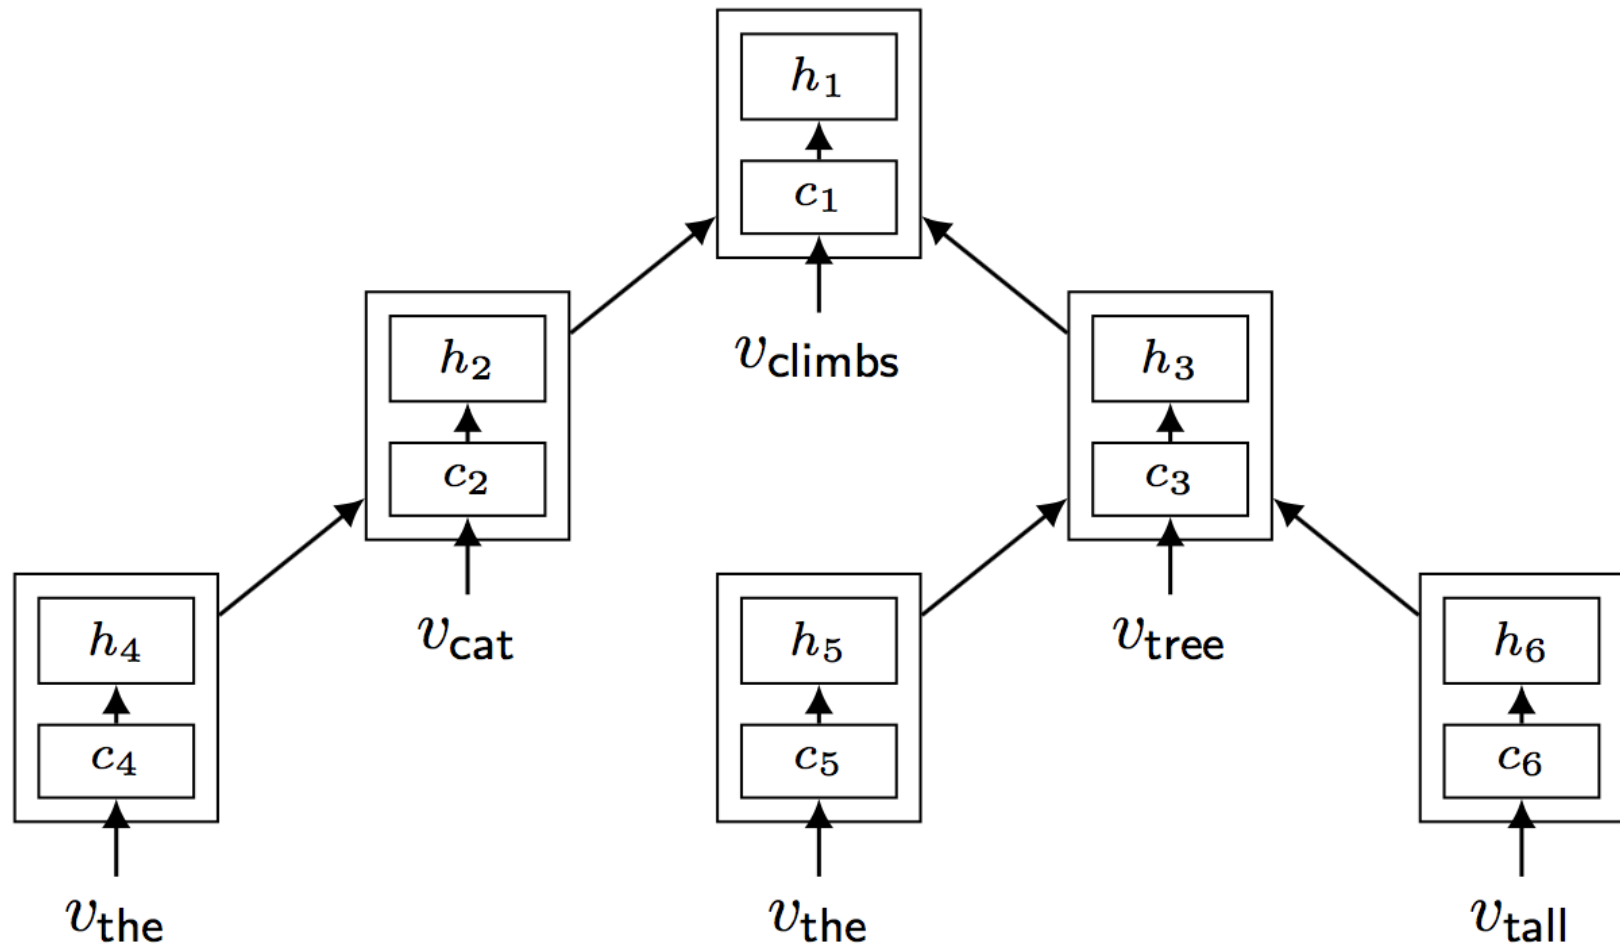 h₁
c₁
v_climbs
h₂
h₃
c₂
c₃
v_cat
v_tree
h₄
h₅
h₆
c₄
c₅
c₆
v_the
v_the
v_tall